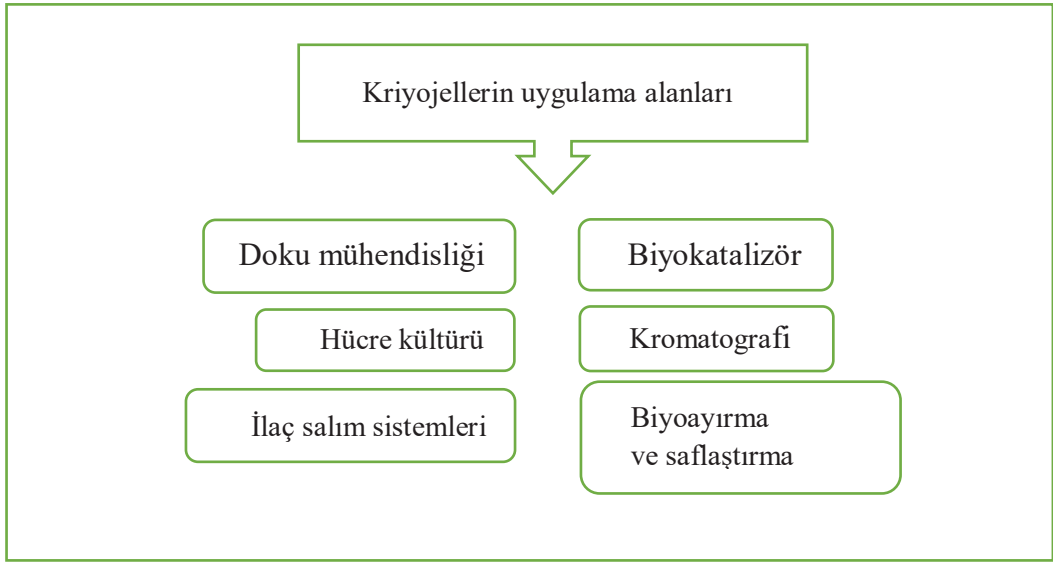 Kriyojellerin uygulama alanları
Doku mühendisliği
Biyokatalizör
Hücre kültürü
Kromatografi
İlaç salım sistemleri
Biyoayırma
ve saflaştırma